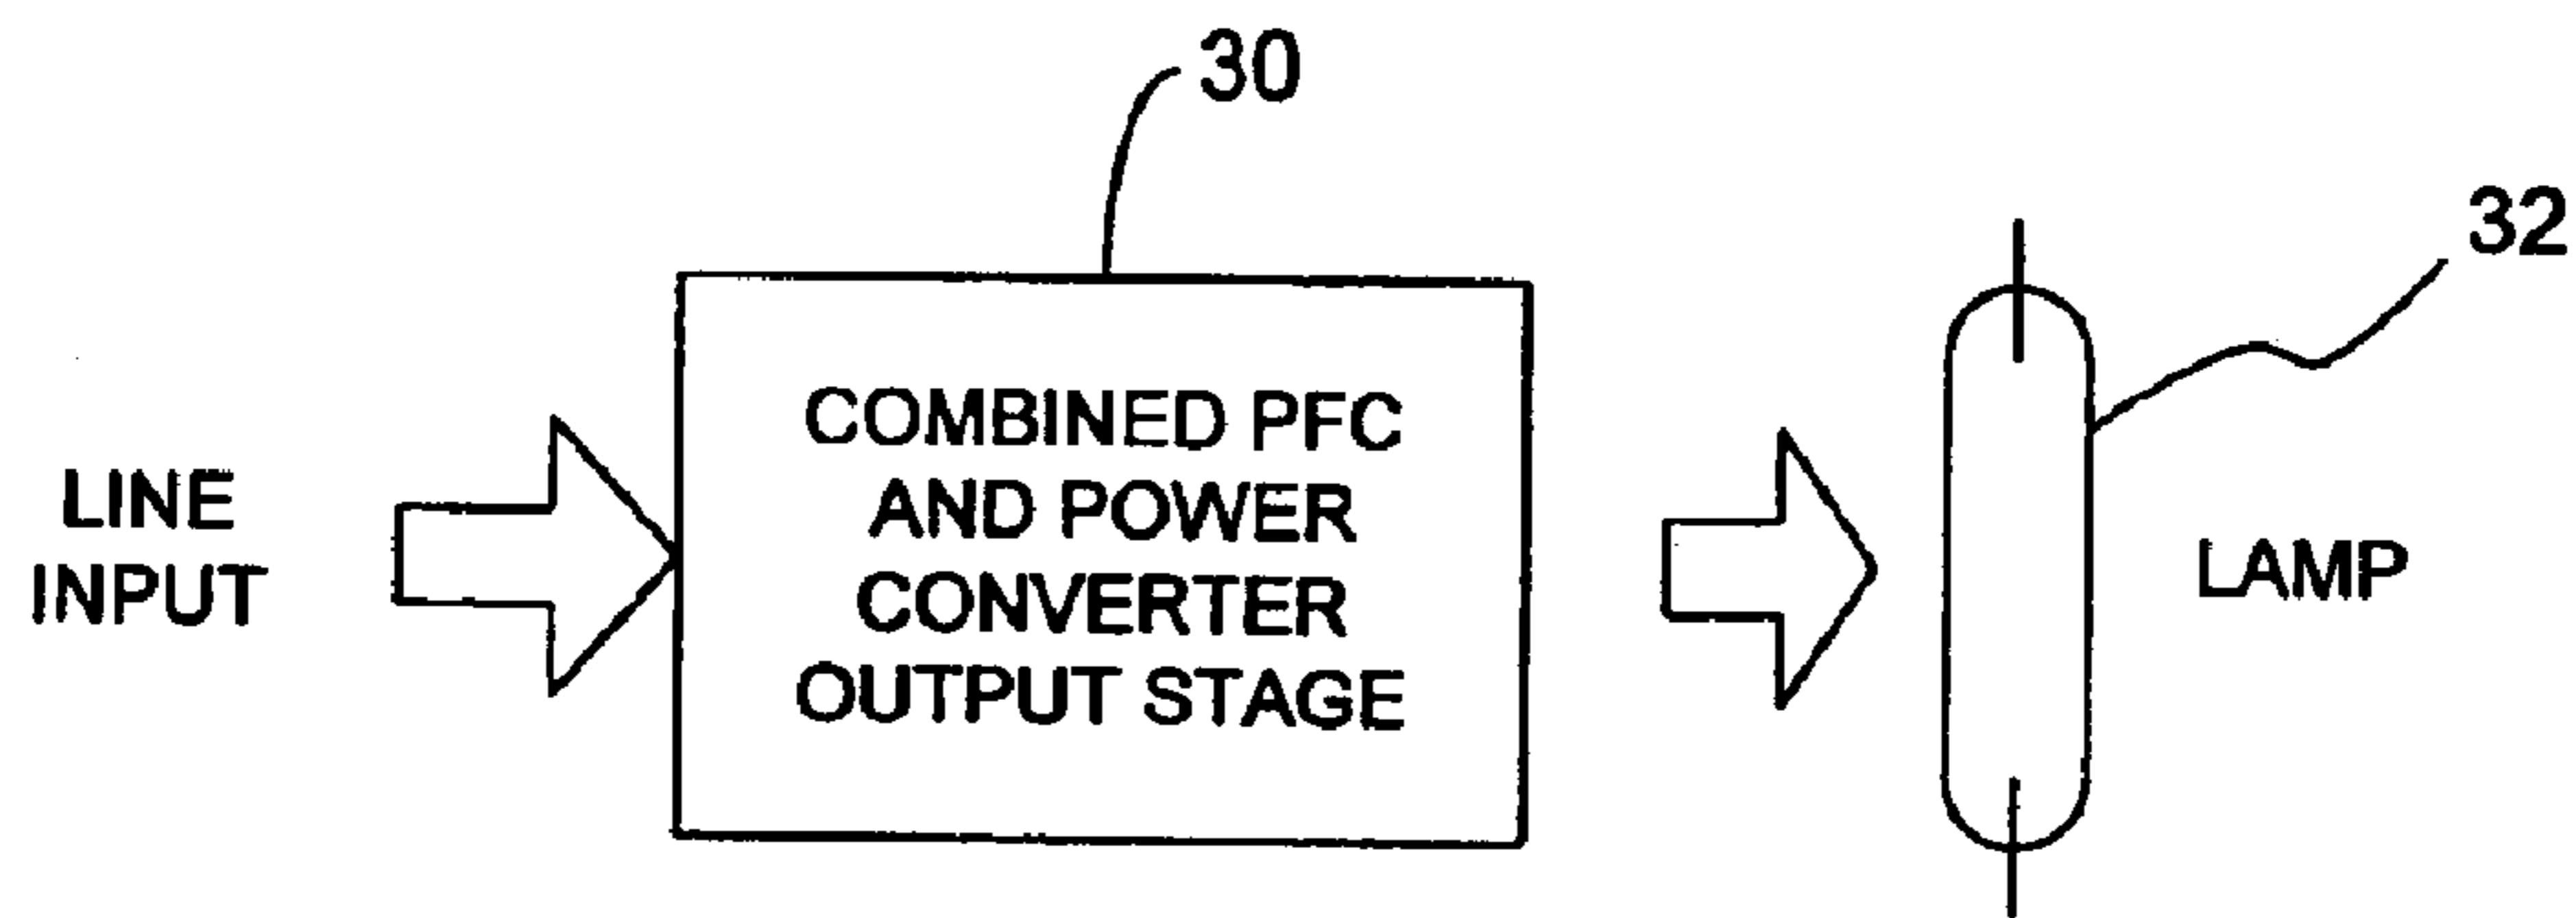 30
32
LINE
INPUT
COMBINED PFC
AND POWER
CONVERTER
OUTPUT STAGE
LAMP